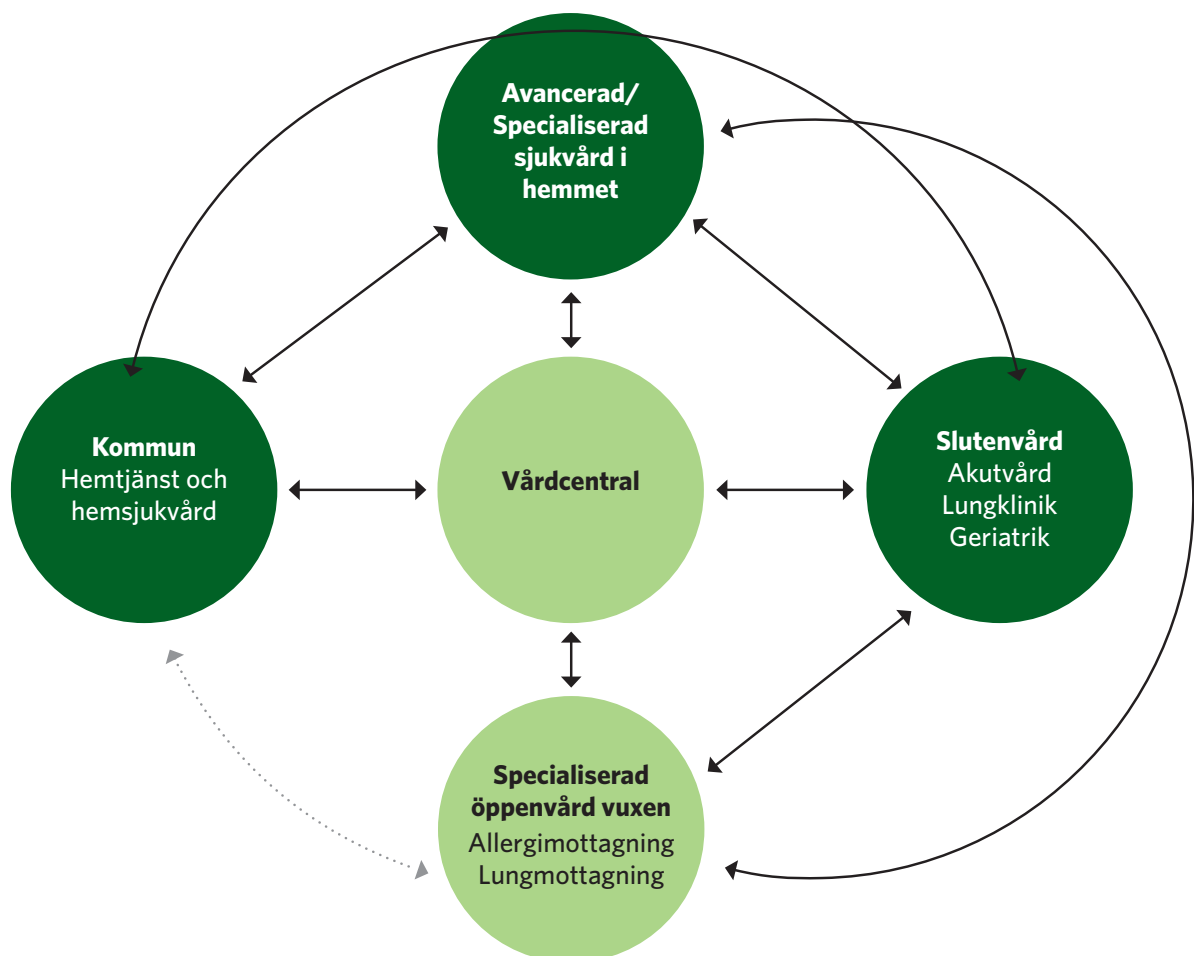 Avancerad/
Specialiserad
sjukvård i
hemmet
Kommun
Hemtjänst och
hemsjukvård
Vårdcentral
Slutenvård
Akutvård
Lungklinik
Geriatrik
Specialiserad
öppenvård vuxen
Allergimottagning
Lungmottagning